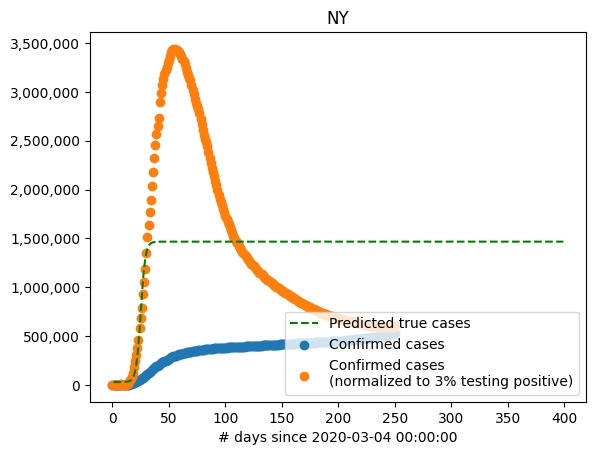 NY
3,500,000
3,000,000
2,500,000
2,000,000
1,500,000
1,000,000
500,000
0
Predicted true cases
Confirmed cases
Confirmed cases
(normalized to 3% testing positive)
0 50 100 150 200 250 300 350 400
# days since 2020-03-04 00:00:00